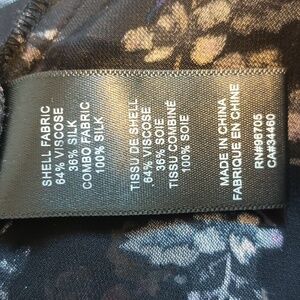 SHELL FABRIC
64% VISCOSE
36% SILK
COMBO FABRIC
100% SILK
TISSU DE SHELL
64% VISCOSE
36% SOIE
TISSU COMBINÉ
100% SOIE
MADE IN CHINA
FABRIQUE EN CHINE
RN#98705
CA#34460